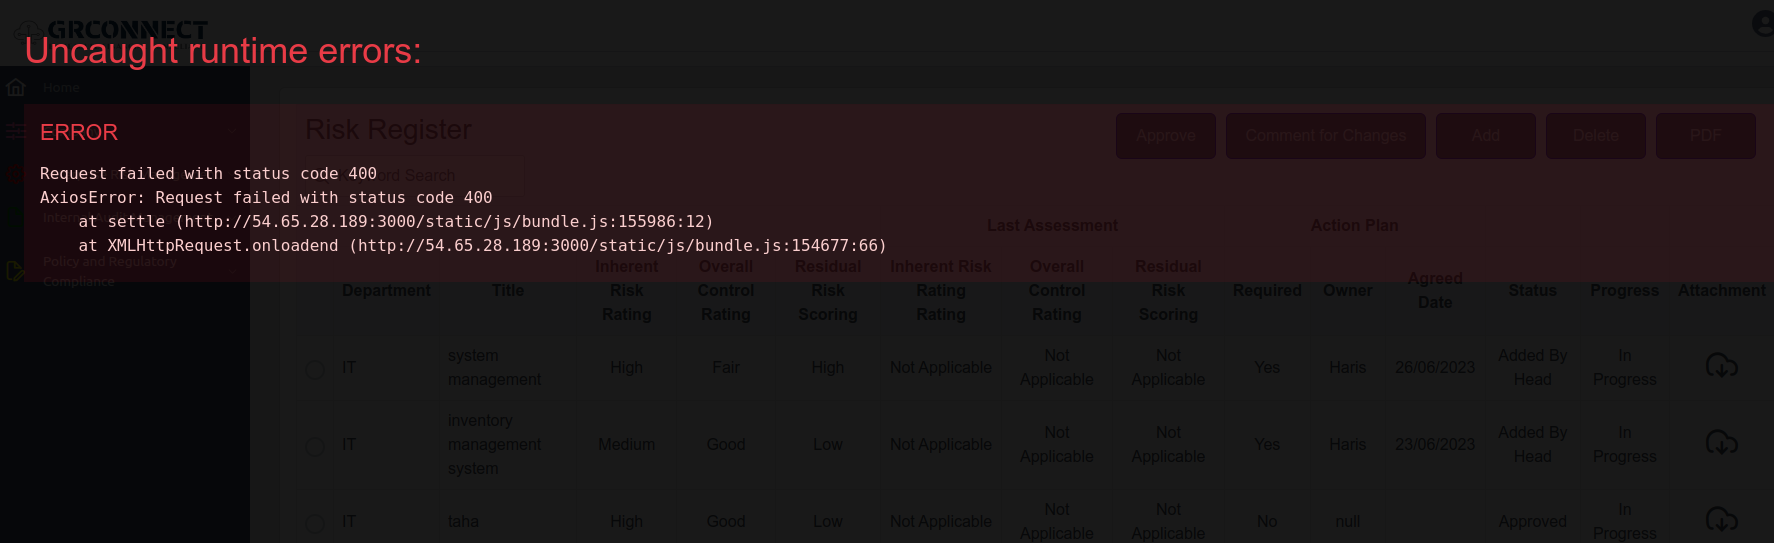 GRCONNECT
Uncaught runtime errors:
Home
ERROR
Risk Register
Approve
Comment for Changes
Add
Delete
PDF
Request failed with status code 400
Search
AxiosError: Request failed with status code 400
at settle (http://54.65.28.189:3000/static/js/bundle.js:155986:12)
at XMLHttpRequest.onloadend (http://54.65.28.189:3000/static/js/bundle.js:154677:66)
Last Assessment
Action Plan
Policy and Regulatory
Compliance
Department
Title
Inherent
Risk
Rating
Overall
Control
Rating
Residual
Risk
Scoring
Inherent Risk
Rating
Rating
Overall
Control
Rating
Residual
Risk
Scoring
Required
Owner
Agreed
Date
Status
Progress
Attachment
IT
system
management
High
Fair
High
Not Applicable
Not
Applicable
Not
Applicable
Yes
Haris
26/06/2023
Added By
Head
In
Progress
IT
inventory
management
system
Medium
Good
Low
Not Applicable
Not
Applicable
Not
Applicable
Yes
Haris
23/06/2023
Added By
Head
In
Progress
IT
taha
High
Good
Low
Not Applicable
Not
Applicable
Not
Applicable
No
null
Approved
In
Progress